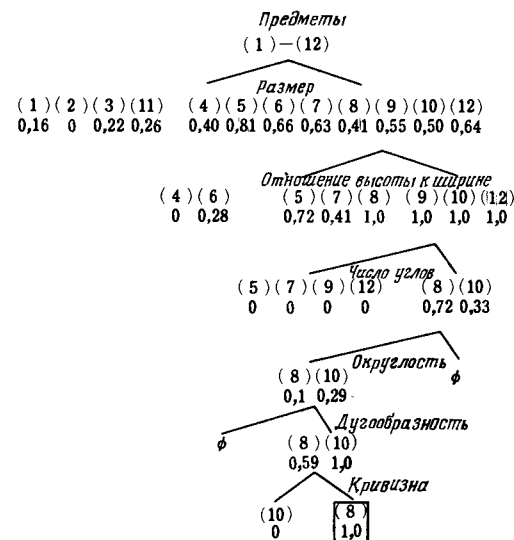 Предметы
(1)—(12)
Размер
(1) (2) (3) (11) (4) (5) (6) (7) (8) (9) (10) (12)
0,16 0 0,22 0,26 0,40 0,81 0,66 0,63 0,41 0,55 0,50 0,64
Отношение высоты к ширине
(4) (6) (5) (7) (8) (9) (10) (12)
0 0,28 0,72 0,41 1,0 1,0 1,0 1,0
Число углов
(5) (7) (9) (12) (8) (10)
0 0 0 0 0,72 0,33
Округлость
(8) (10) ϕ
0,1 0,29
Дугообразность
ϕ (8) (10)
0,59 1,0
Кривизна
(10) (8)
0 1,0